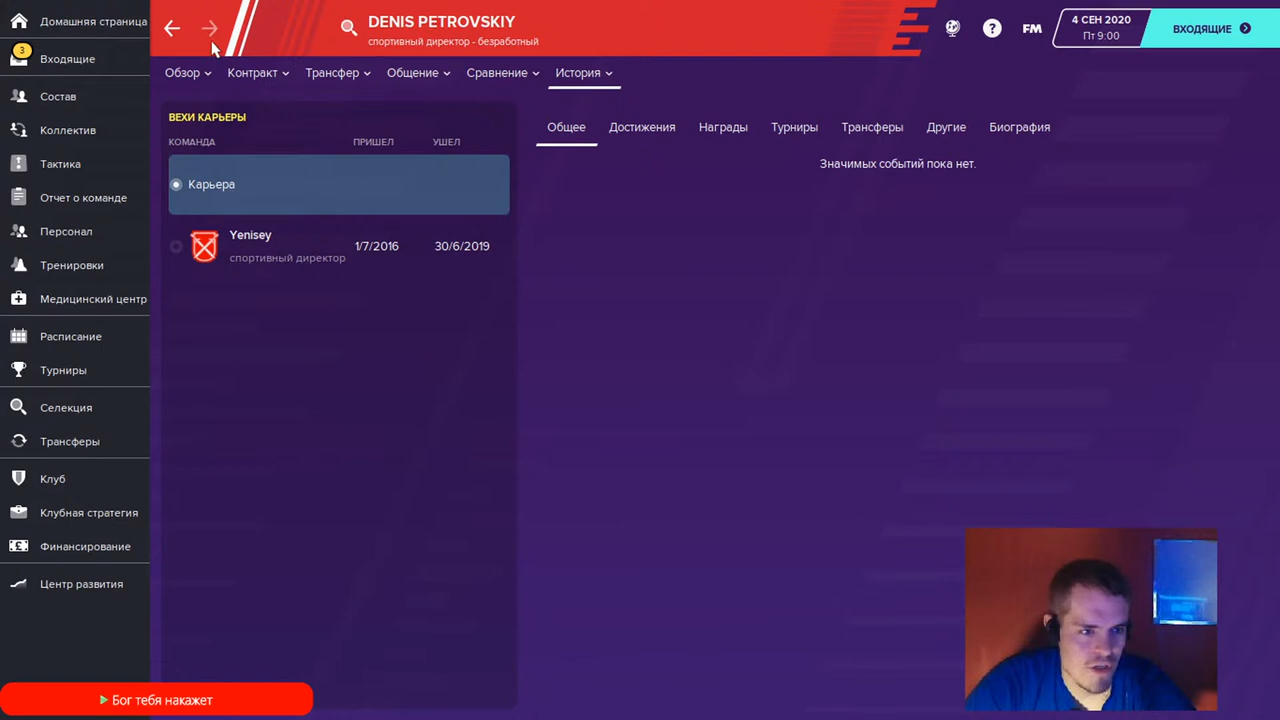 Домашная страница
3
Входящие
Состав
Коллектив
Тактика
Отчет о команде
Персонал
Тренировки
Медицинский центр
Расписание
Турниры
Селекция
Трансферы
Клуб
Клубная стратегия
Финансирование
Центр развития
Бог тебя накажет
DENIS PETROVSKIY
спортивный директор - безработный
?
FM
4 СЕН 2020
Пт 9:00
ВХОДЯЩИЕ
Обзор Контракт Трансфер Общение Сравнение История
ВЕХИ КАРЬЕРЫ
КОМАНДА ПРИШЕЛ УШЕЛ
Карьера
Yenisey
спортивный директор
1/7/2016 30/6/2019
Общее Достижения Награды Турниры Трансферы Другие Биография
Значимых событий пока нет.